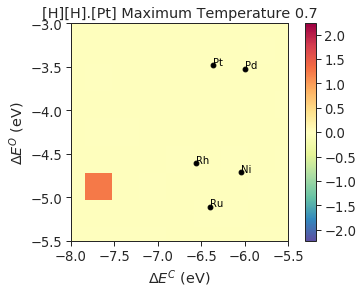 [H][H].[Pt] Maximum Temperature 0.7
−3.0
−3.5
−4.0
−4.5
−5.0
−5.5
ΔE^O (eV)
Pt
Pd
Rh
Ni
Ru
−8.0 −7.5 −7.0 −6.5 −6.0 −5.5
ΔE^C (eV)
2.0
1.5
1.0
0.5
0.0
−0.5
−1.0
−1.5
−2.0